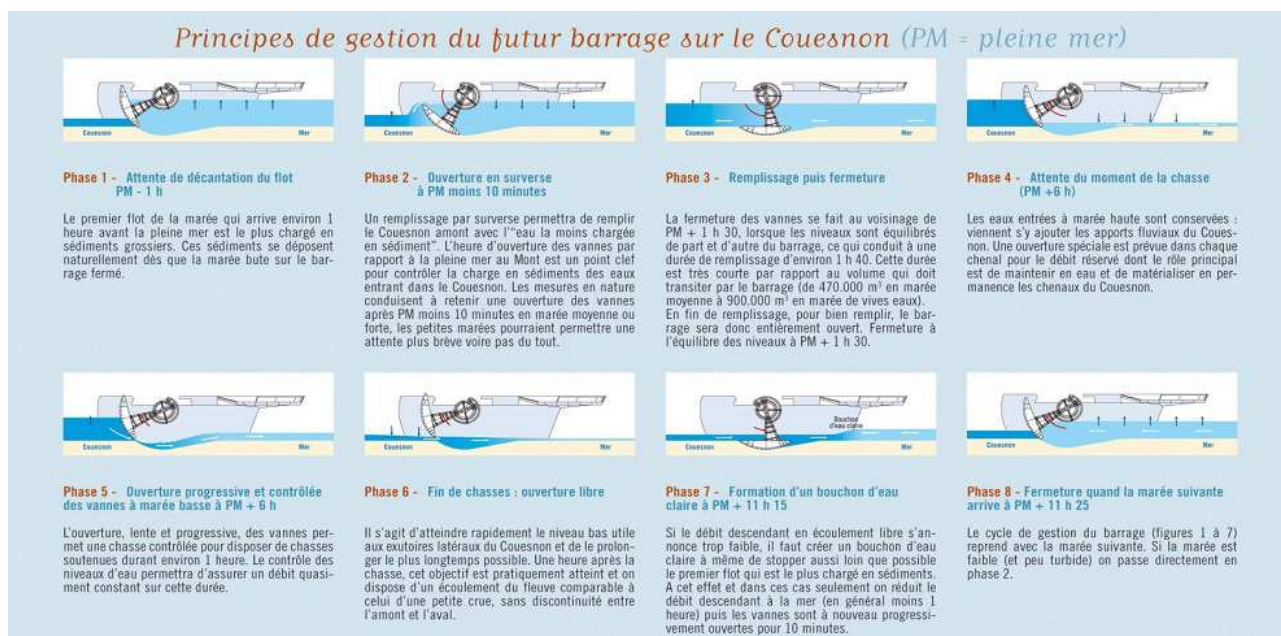 Principes de gestion du futur barrage sur le Couesnon (PM = pleine mer)
Couesnon Mer
Couesnon Mer
Couesnon Mer
Couesnon Mer
Phase 1 - Attente de décantation du flot
PM - 1 h
Le premier flot de la marée qui arrive environ 1
heure avant la pleine mer est le plus chargé en
sédiments grossiers. Ces sédiments se déposent
naturellement dès que la marée bute sur le bar-
rage fermé.
Phase 2 - Ouverture en surverse
à PM moins 10 minutes
Un remplissage par surverse permettra de remplir
le Couesnon amont avec l'"eau la moins chargée
en sédiment". L'heure d'ouverture des vannes par
rapport à la pleine mer au Mont est un point clef
pour contrôler la charge en sédiments des eaux
entrant dans le Couesnon. Les mesures en nature
conduisent à retenir une ouverture des vannes
après PM moins 10 minutes en marée moyenne ou
forte, les petites marées pourraient permettre une
attente plus brève voire pas du tout.
Phase 3 - Remplissage puis fermeture
La fermeture des vannes se fait au voisinage de
PM + 1 h 30, lorsque les niveaux sont équilibrés
de part et d'autre du barrage, ce qui conduit à une
durée de remplissage d'environ 1 h 40. Cette durée
est très courte par rapport au volume qui doit
transiter par le barrage (de 470.000 m³ en marée
moyenne à 900.000 m³ en marée de vives eaux).
En fin de remplissage, pour bien remplir, le bar-
rage sera donc entièrement ouvert. Fermeture à
l'équilibre des niveaux à PM + 1 h 30.
Phase 4 - Attente du moment de la chasse
(PM +6 h)
Les eaux entrées à marée haute sont conservées :
viennent s'y ajouter les apports fluviaux du Coues-
non. Une ouverture spéciale est prévue dans chaque
chenal pour le débit réservé dont le rôle principal
est de maintenir en eau et de matérialiser en per-
manence les chenaux du Couesnon.
Couesnon Mer
Couesnon Mer
Bouchon
d'eau claire
Couesnon Mer
Couesnon Mer
Phase 5 - Ouverture progressive et contrôlée
des vannes à marée basse à PM + 6 h
L'ouverture, lente et progressive, des vannes per-
met une chasse contrôlée pour disposer de chasses
soutenues durant environ 1 heure. Le contrôle des
niveaux d'eau permettra d'assurer un débit quasi-
ment constant sur cette durée.
Phase 6 - Fin de chasses : ouverture libre
Il s'agit d'atteindre rapidement le niveau bas utile
aux exutoires latéraux du Couesnon et de le prolon-
ger le plus longtemps possible. Une heure après la
chasse, cet objectif est pratiquement atteint et on
dispose d'un écoulement du fleuve comparable à
celui d'une petite crue, sans discontinuité entre
l'amont et l'aval.
Phase 7 - Formation d'un bouchon d'eau
claire à PM + 11 h 15
Si le débit descendant en écoulement libre s'an-
nonce trop faible, il faut créer un bouchon d'eau
claire à même de stopper aussi loin que possible
le premier flot qui est le plus chargé en sédiments.
A cet effet et dans ces cas seulement on réduit le
débit descendant à la mer (en général moins 1
heure) puis les vannes sont à nouveau progressi-
vement ouvertes pour 10 minutes.
Phase 8 - Fermeture quand la marée suivante
arrive à PM + 11 h 25
Le cycle de gestion du barrage (figures 1 à 7)
reprend avec la marée suivante. Si la marée est
faible (et peu turbide) on passe directement en
phase 2.